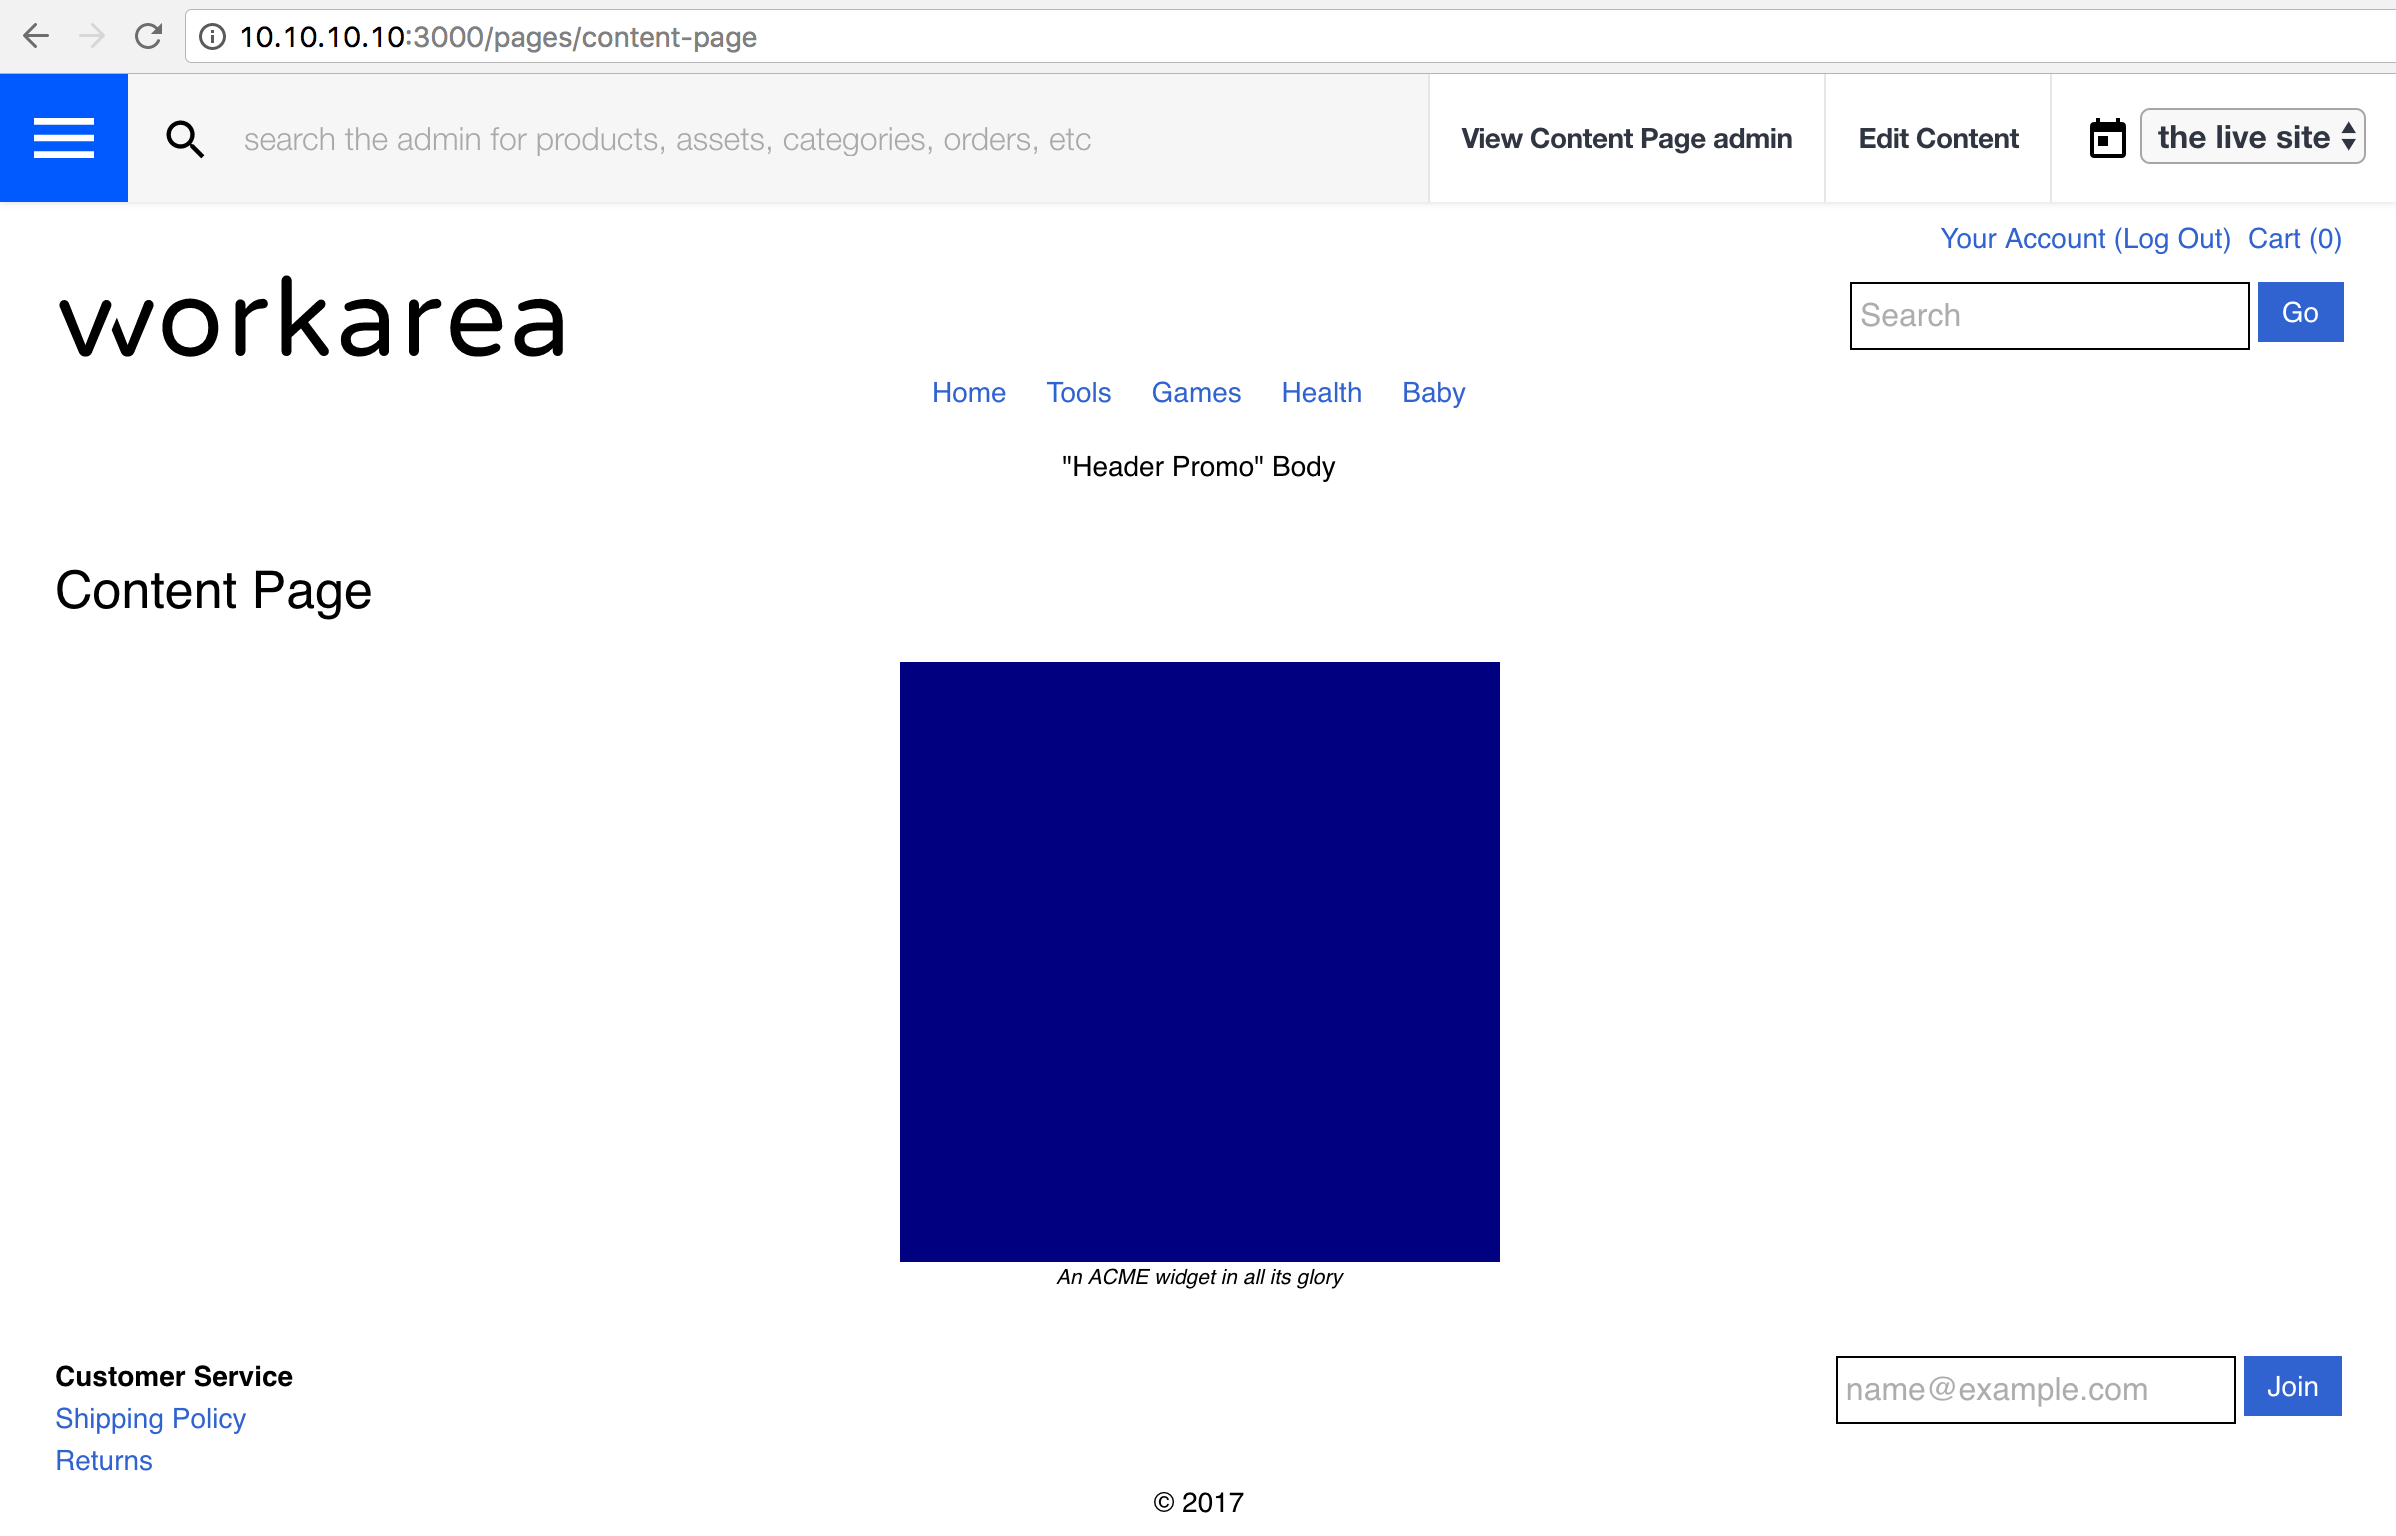 10.10.10.10:3000/pages/content-page
search the admin for products, assets, categories, orders, etc
View Content Page admin
Edit Content
the live site
Your Account (Log Out) Cart (0)
workarea
Search
Go
Home Tools Games Health Baby
"Header Promo" Body
Content Page
An ACME widget in all its glory
Customer Service
Shipping Policy
Returns
name@example.com
Join
© 2017